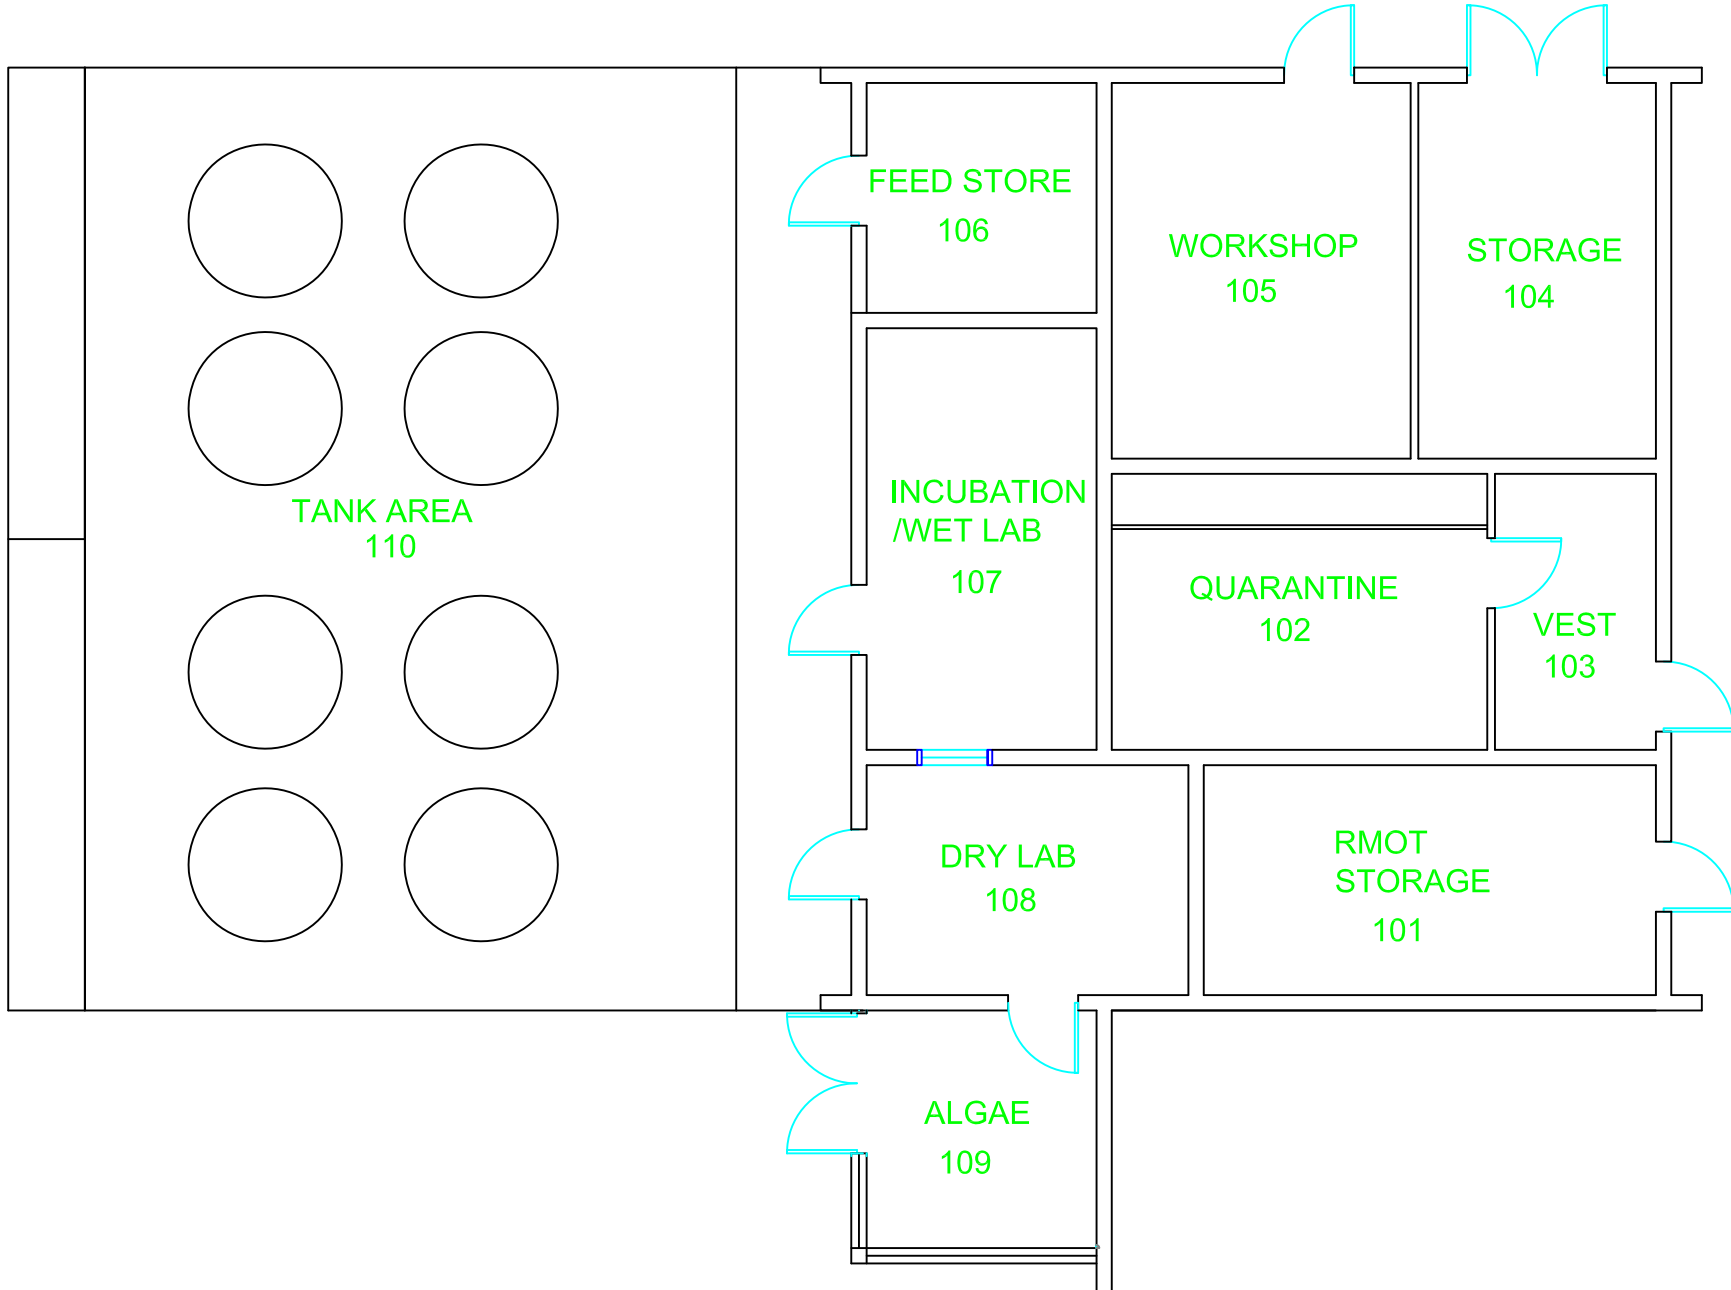 FEED STORE
106
WORKSHOP
105
STORAGE
104
TANK AREA
110
INCUBATION
/WET LAB
107
QUARANTINE
102
VEST
103
DRY LAB
108
RMOT
STORAGE
101
ALGAE
109